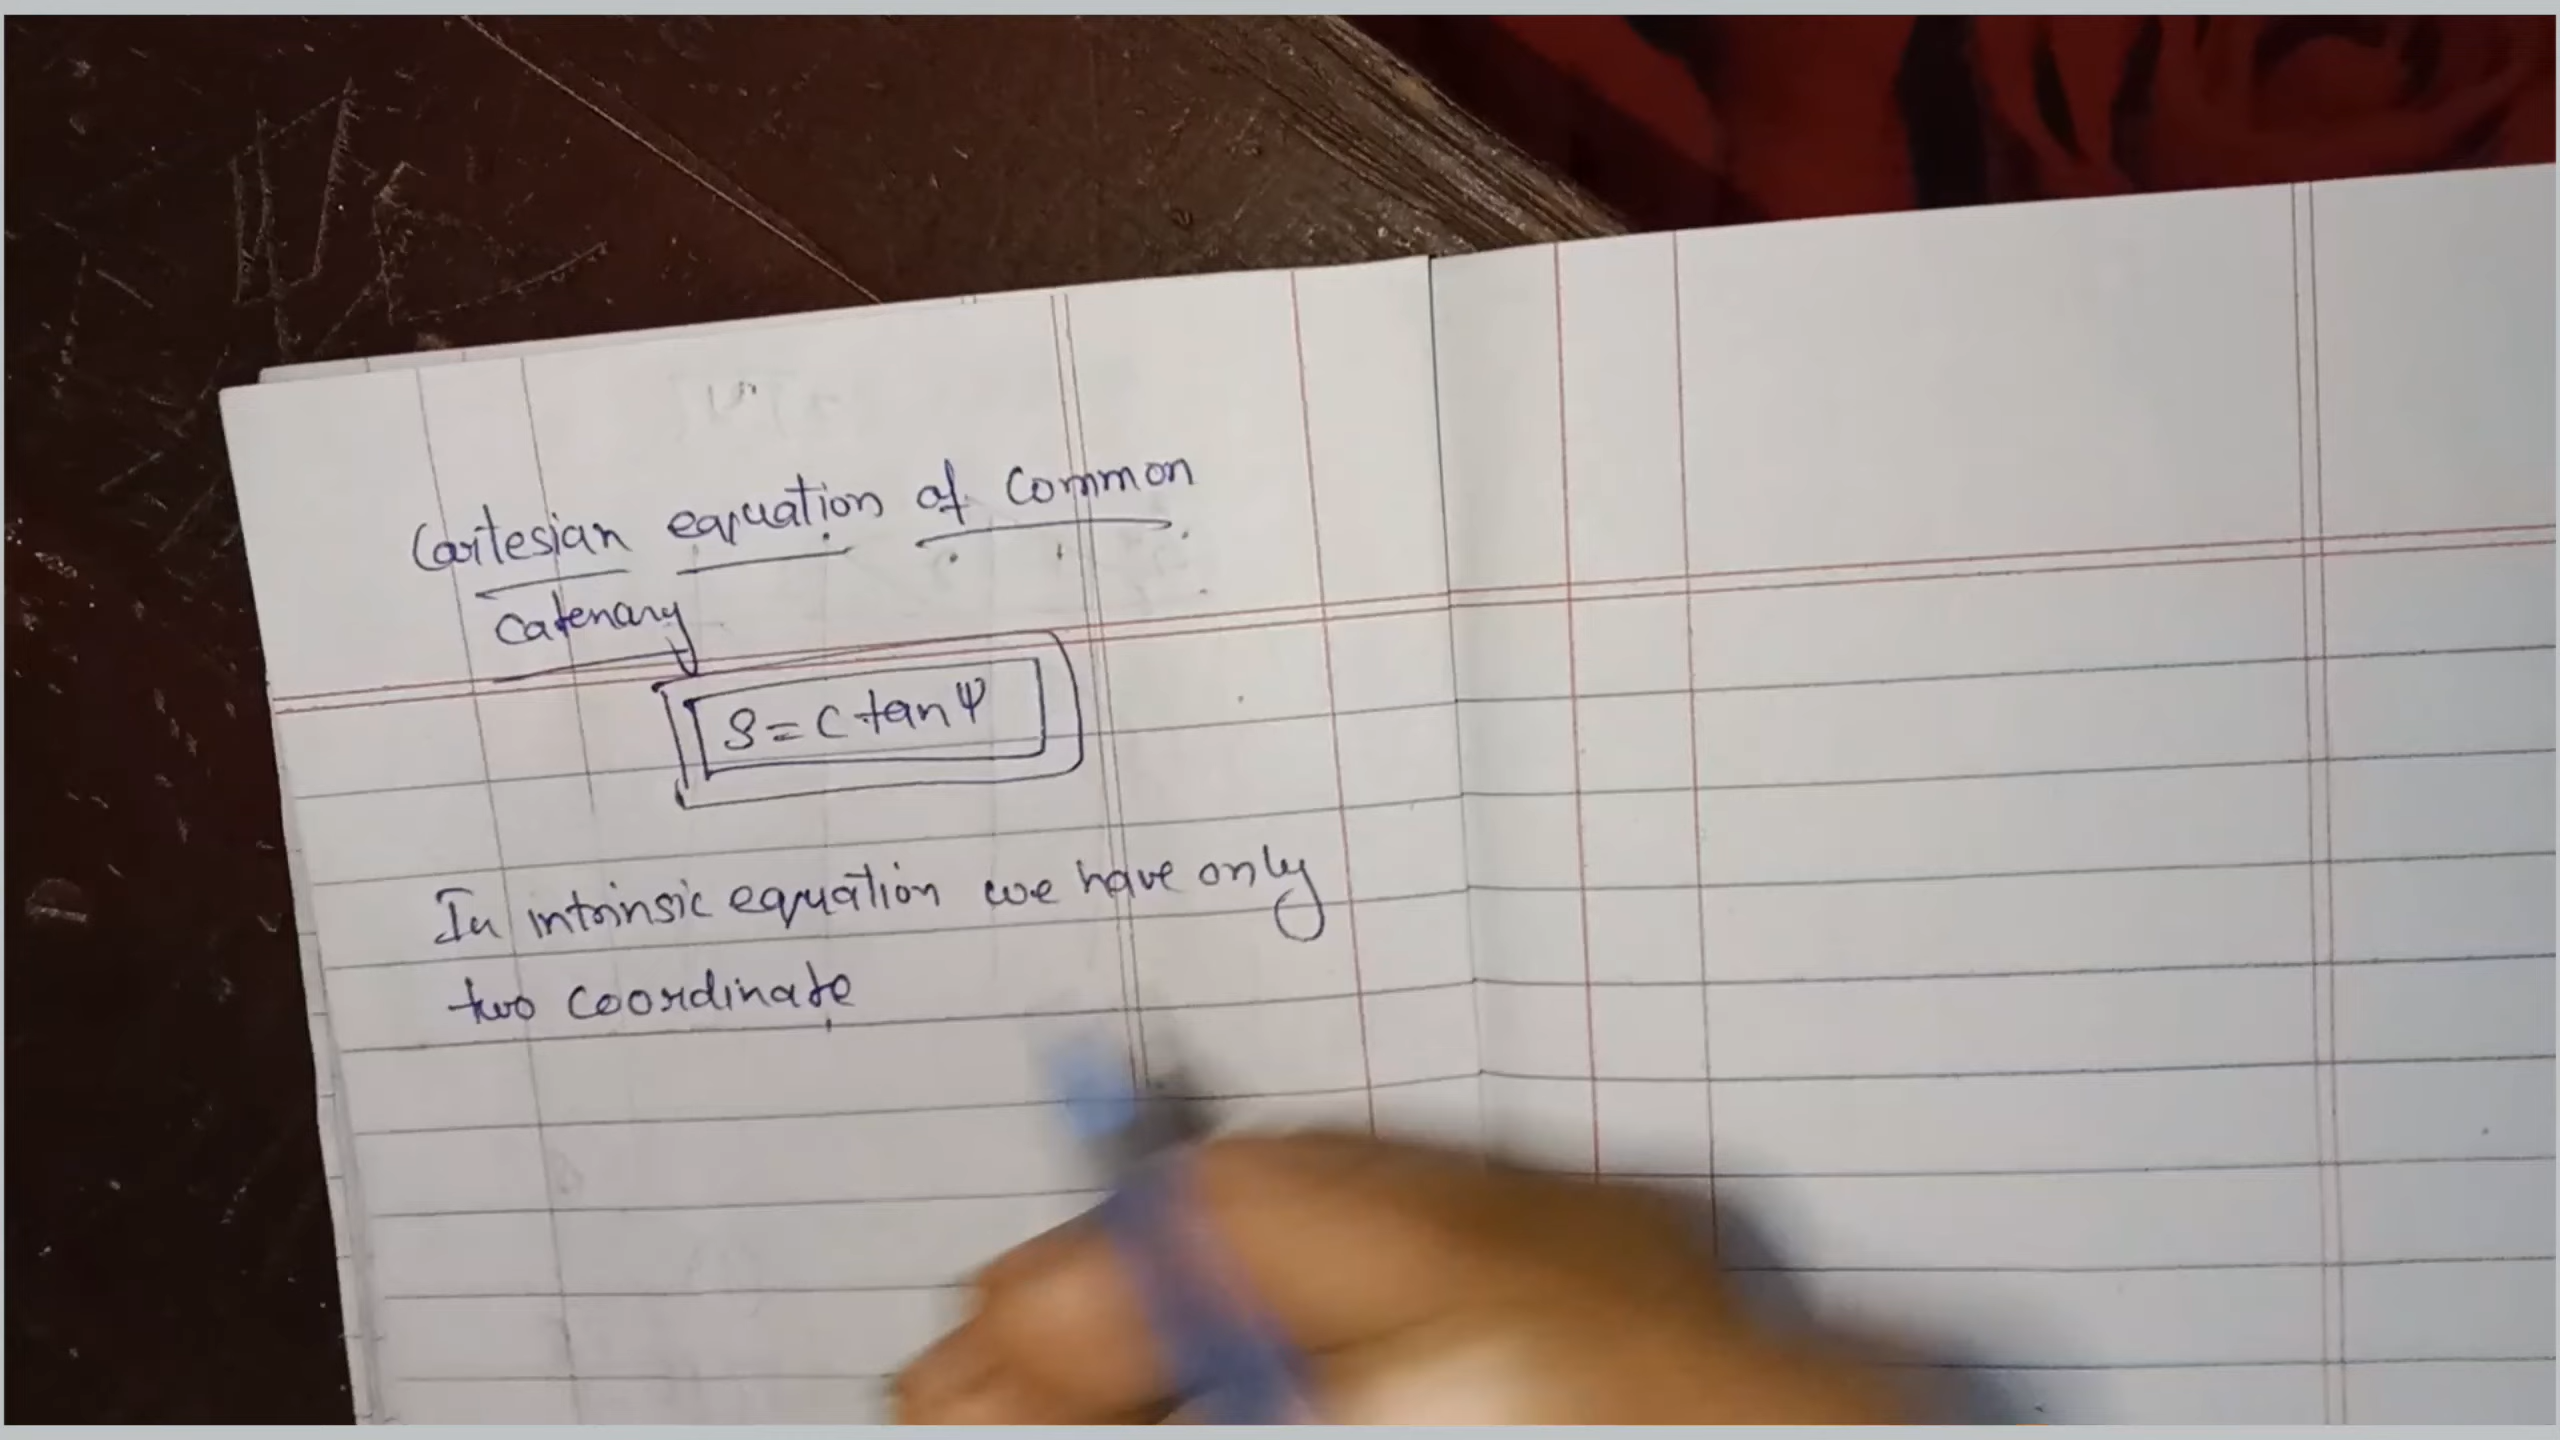 Cartesian equation of Common
Catenary
S = C tan Ψ
In intrinsic equation we have only
two coordinate